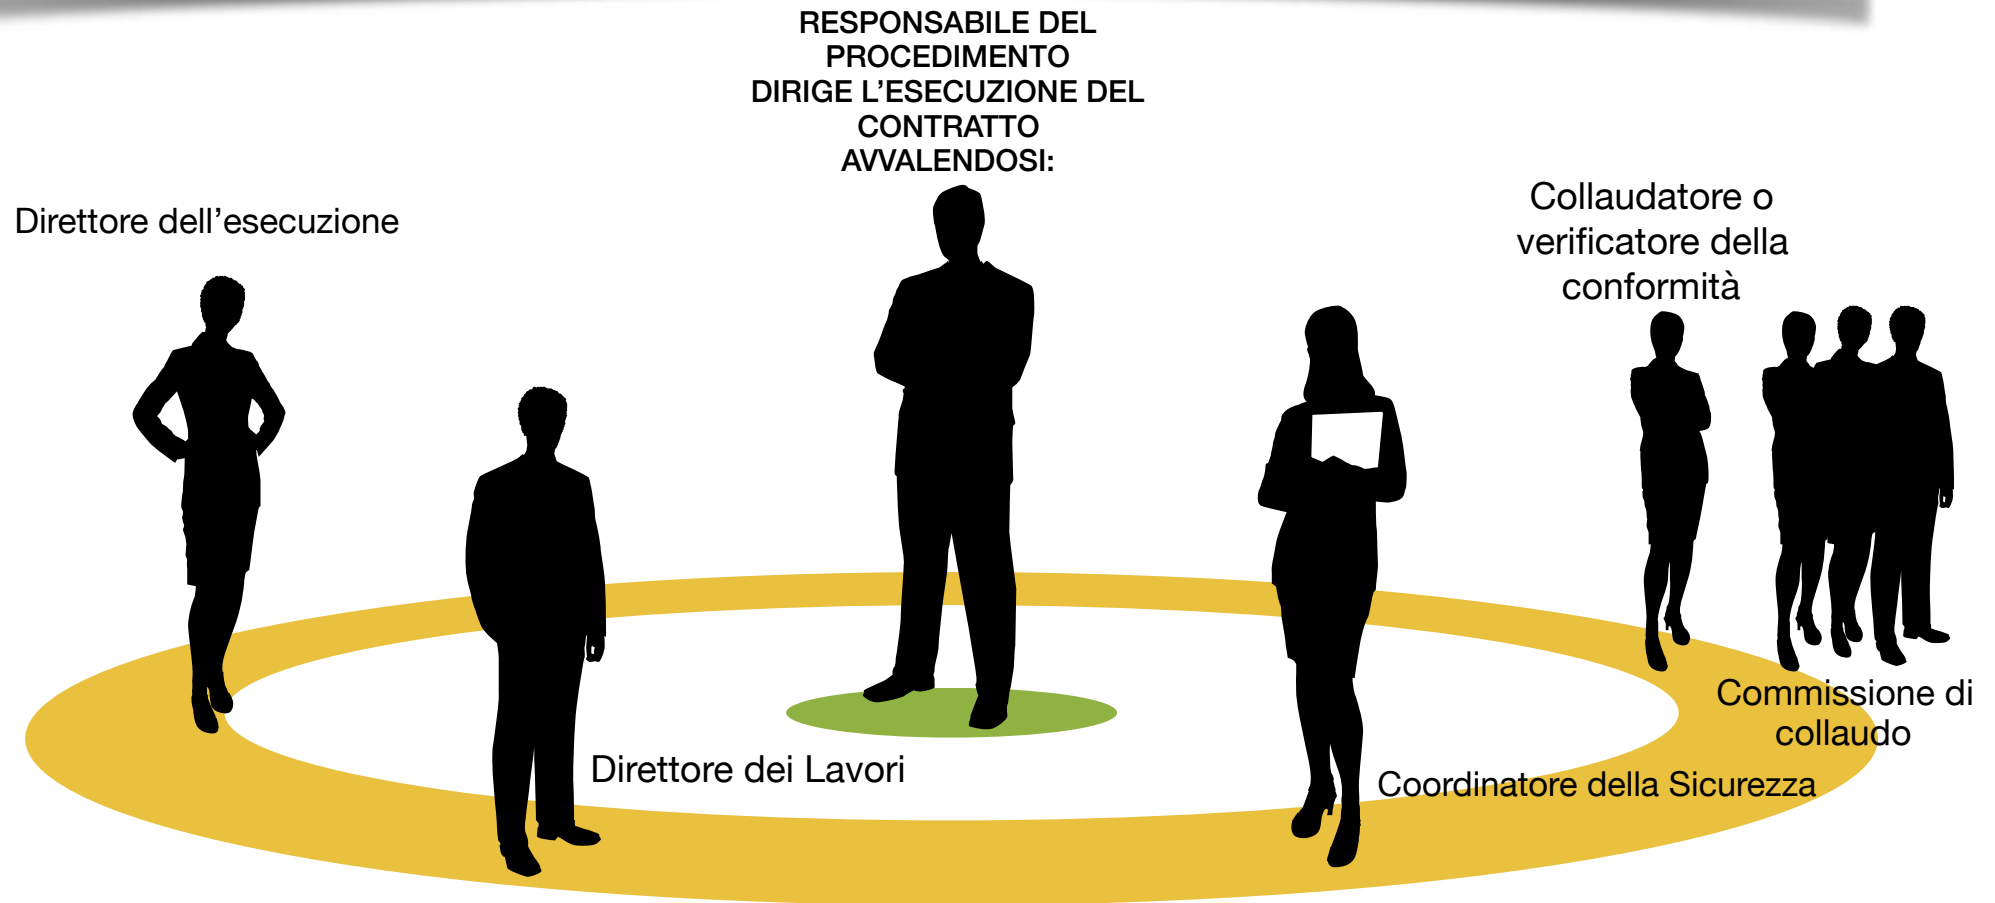 RESPONSABILE DEL
PROCEDIMENTO
DIRIGE L’ESECUZIONE DEL
CONTRATTO
AVVALENDOSI:
Direttore dell’esecuzione
Collaudatore o
verificatore della
conformità
Direttore dei Lavori
Commissione di
collaudo
Coordinatore della Sicurezza